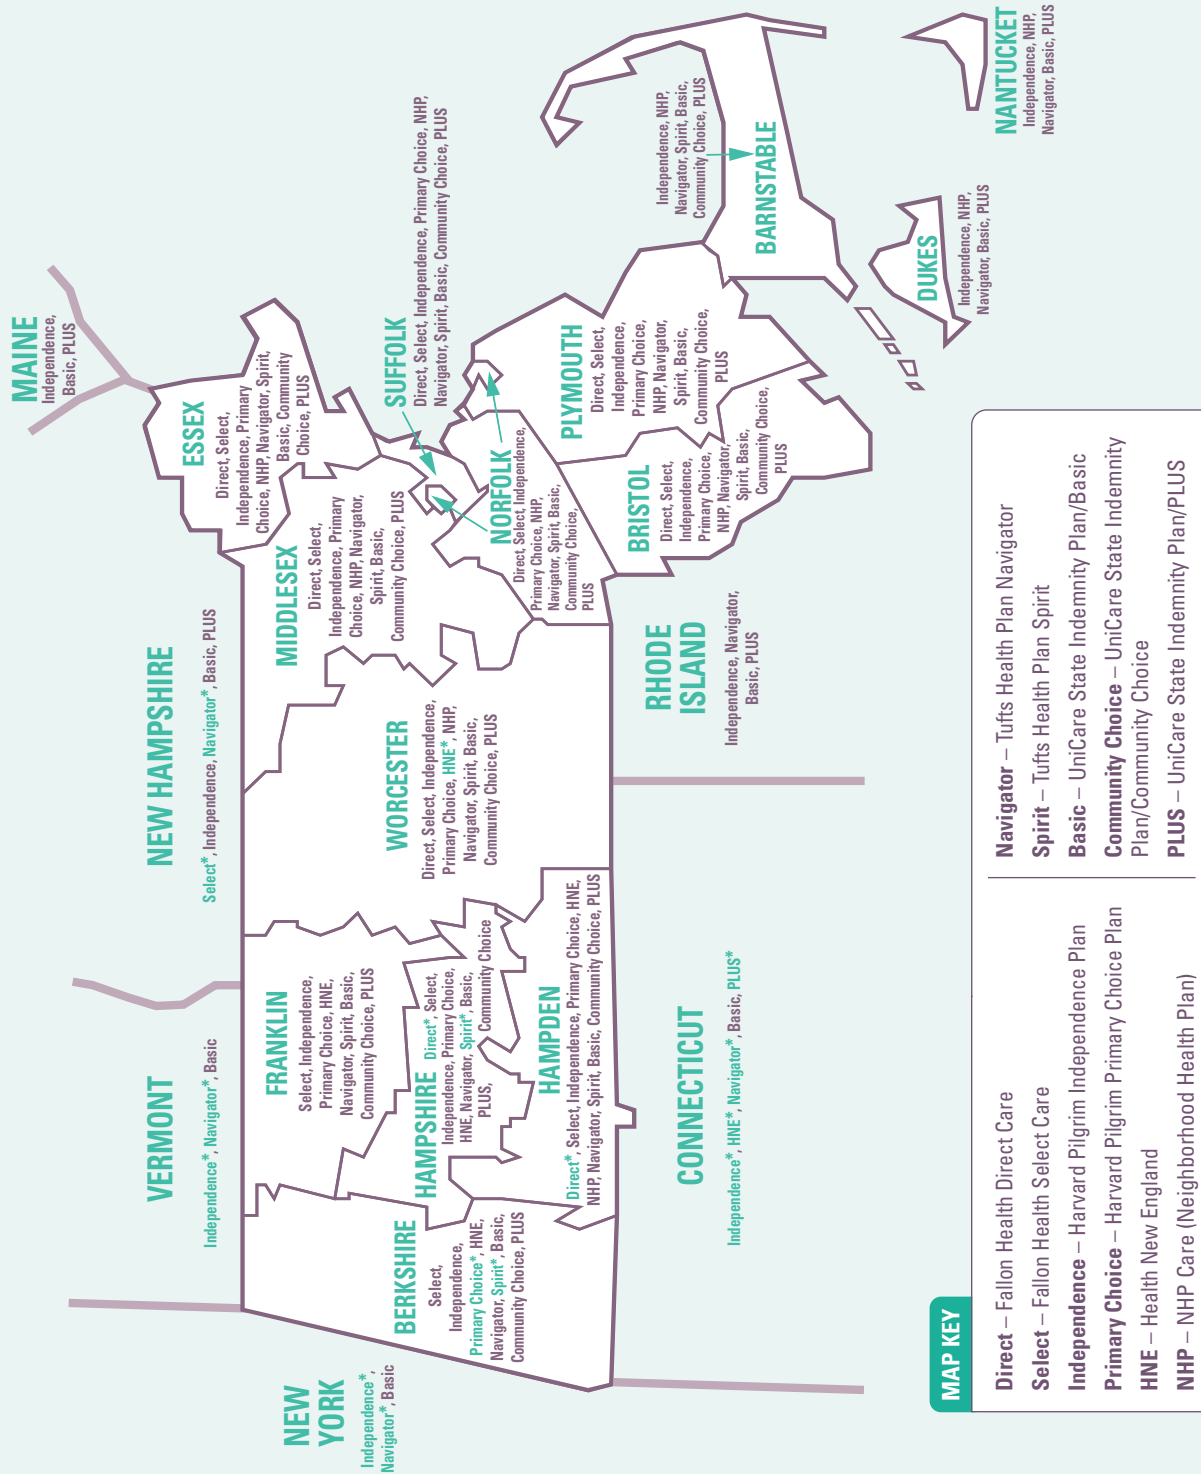 MAINE
Independence,
Basic, PLUS
NEW HAMPSHIRE
Select*, Independence, Navigator*, Basic, PLUS
VERMONT
Independence*, Navigator*, Basic
NEW
YORK
Independence*,
Navigator*, Basic
ESSEX
Direct, Select,
Independence, Primary
Choice, NHP, Navigator, Spirit,
Basic, Community
Choice, PLUS
MIDDLESEX
Direct, Select,
Independence, Primary
Choice, NHP, Navigator,
Spirit, Basic,
Community Choice, PLUS
SUFFOLK
Direct, Select, Independence, Primary Choice, NHP,
Navigator, Spirit, Basic, Community Choice, PLUS
NORFOLK
Direct, Select, Independence,
Primary Choice, NHP,
Navigator, Spirit, Basic,
Community Choice,
PLUS
WORCESTER
Direct, Select, Independence,
Primary Choice, HNE*, NHP,
Navigator, Spirit, Basic,
Community Choice, PLUS
FRANKLIN
Select, Independence,
Primary Choice, HNE,
Navigator, Spirit, Basic,
Community Choice, PLUS
HAMPSHIRE
Direct*, Select,
Independence, Primary Choice,
HNE, Navigator, Spirit*, Basic,
PLUS, Community Choice
HAMPDEN
Direct*, Select, Independence, Primary Choice, HNE,
NHP, Navigator, Spirit, Basic, Community Choice, PLUS
BERKSHIRE
Select,
Independence,
Primary Choice*, HNE,
Navigator, Spirit*, Basic,
Community Choice, PLUS
PLYMOUTH
Direct, Select,
Independence,
Primary Choice,
NHP, Navigator,
Spirit, Basic,
Community Choice,
PLUS
BRISTOL
Direct, Select,
Independence,
Primary Choice,
NHP, Navigator,
Spirit, Basic,
Community Choice,
PLUS
BARNSTABLE
Independence, NHP,
Navigator, Spirit, Basic,
Community Choice, PLUS
DUKES
Independence, NHP,
Navigator, Basic, PLUS
NANTUCKET
Independence, NHP,
Navigator, Basic, PLUS
RHODE
ISLAND
Independence, Navigator,
Basic, PLUS
CONNECTICUT
Independence*, HNE*, Navigator*, Basic, PLUS*
MAP KEY
Direct – Fallon Health Direct Care
Select – Fallon Health Select Care
Independence – Harvard Pilgrim Independence Plan
Primary Choice – Harvard Pilgrim Primary Choice Plan
HNE – Health New England
NHP – NHP Care (Neighborhood Health Plan)
Navigator – Tufts Health Plan Navigator
Spirit – Tufts Health Plan Spirit
Basic – UniCare State Indemnity Plan/Basic
Community Choice – UniCare State Indemnity
Plan/Community Choice
PLUS – UniCare State Indemnity Plan/PLUS